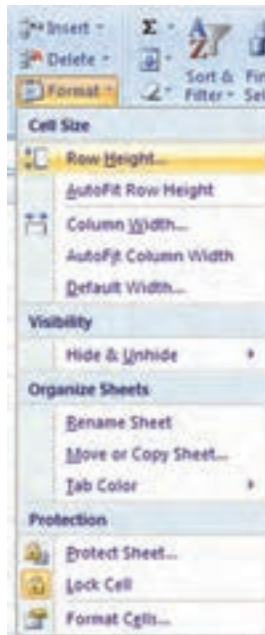 Insert
Delete
Format
Σ
Sort &
Filter
Cell Size
Row Height...
AutoFit Row Height
Column Width...
AutoFit Column Width
Default Width...
Visibility
Hide & Unhide
Organize Sheets
Rename Sheet
Move or Copy Sheet...
Tab Color
Protection
Protect Sheet...
Lock Cell
Format Cells...